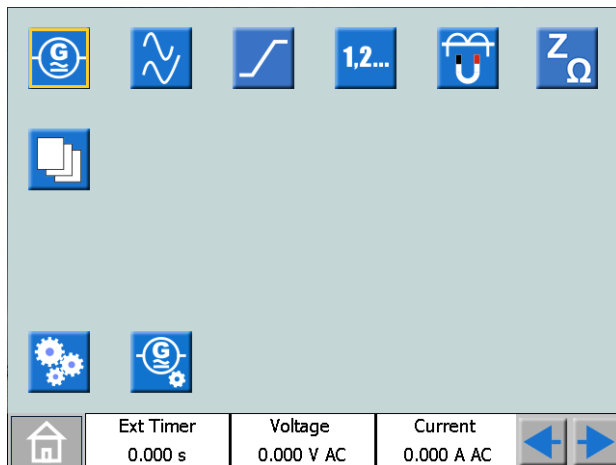 G
1,2...
Z
Ω
G
Ext Timer
Voltage
Current
0.000 s
0.000 V AC
0.000 A AC